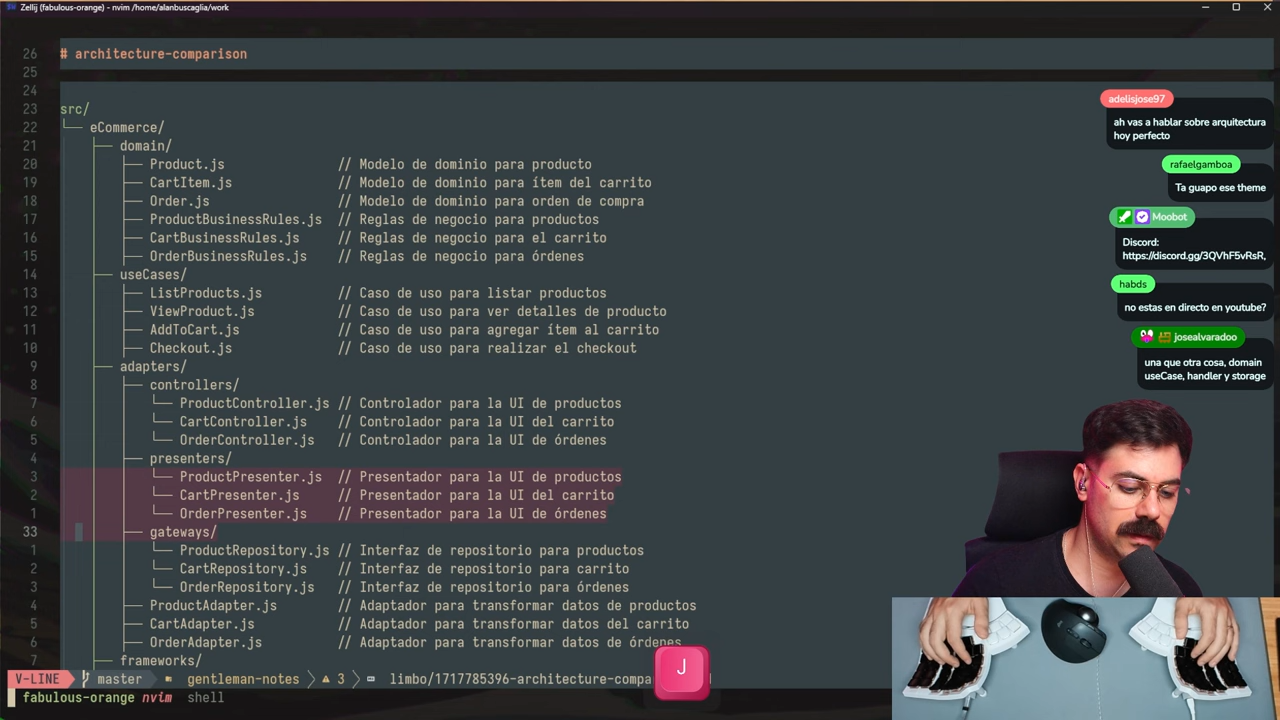 Zellij (fabulous-orange) - nvim /home/alanbuscaglia/work
26 # architecture-comparison
25
24
23 src/
22 └── eCommerce/
21 ├── domain/
20 ├── Product.js // Modelo de dominio para producto
19 ├── CartItem.js // Modelo de dominio para ítem del carrito
18 ├── Order.js // Modelo de dominio para orden de compra
17 ├── ProductBusinessRules.js // Reglas de negocio para productos
16 ├── CartBusinessRules.js // Reglas de negocio para el carrito
15 ├── OrderBusinessRules.js // Reglas de negocio para órdenes
14 ├── useCases/
13 ├── ListProducts.js // Caso de uso para listar productos
12 ├── ViewProduct.js // Caso de uso para ver detalles de producto
11 ├── AddToCart.js // Caso de uso para agregar ítem al carrito
10 ├── Checkout.js // Caso de uso para realizar el checkout
9 ├── adapters/
8 ├── controllers/
7 └── ProductController.js // Controlador para la UI de productos
6 └── CartController.js // Controlador para la UI del carrito
5 └── OrderController.js // Controlador para la UI de órdenes
4 ├── presenters/
3 └── ProductPresenter.js // Presentador para la UI de productos
2 └── CartPresenter.js // Presentador para la UI del carrito
1 └── OrderPresenter.js // Presentador para la UI de órdenes
33 ├── gateways/
1 └── ProductRepository.js // Interfaz de repositorio para productos
2 └── CartRepository.js // Interfaz de repositorio para carrito
3 └── OrderRepository.js // Interfaz de repositorio para órdenes
4 ├── ProductAdapter.js // Adaptador para transformar datos de productos
5 ├── CartAdapter.js // Adaptador para transformar datos del carrito
6 ├── OrderAdapter.js // Adaptador para transformar datos de órdenes
7 ├── frameworks/
V-LINE master gentleman-notes 3 limbo/1717785396-architecture-compa
fabulous-orange nvim shell
J
adelisjose97
ah vas a hablar sobre arquitectura
hoy perfecto
rafaelgamboa
Ta guapo ese theme
Moobot
Discord:
https://discord.gg/3QVhF5vRsR,
habds
no estas en directo en youtube?
josealvaradoo
una que otra cosa, domain
useCase, handler y storage